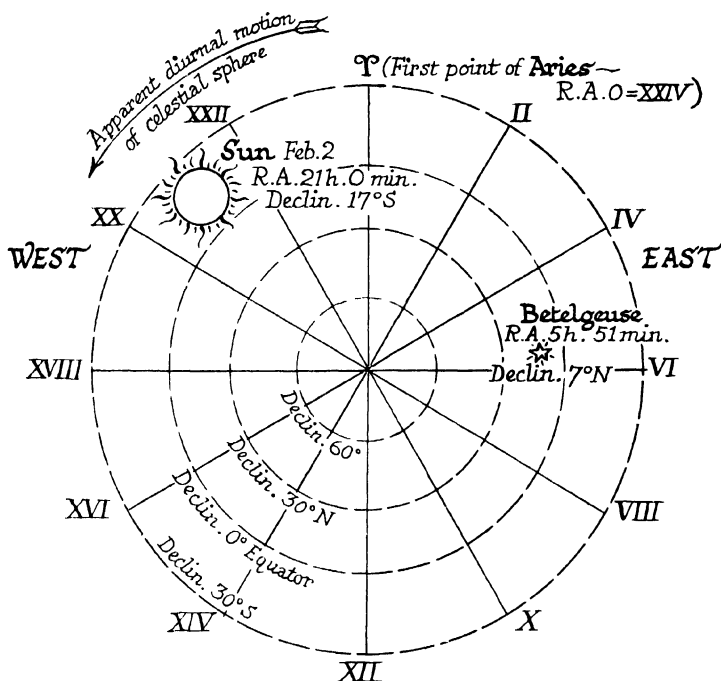 Apparent diurnal motion
of celestial sphere
♈ (First point of Aries—
R.A.0=XXIV)
XXII
II
Sun Feb.2
R.A.21h.0 min.
Declin. 17°S
XX
IV
WEST
EAST
Betelgeuse
R.A.5h.51min.
XVIII
Declin. 7°N
VI
Declin. 60°
Declin. 30°N
Declin. 0° Equator
Declin. 30°S
XVI
VIII
XIV
X
XII